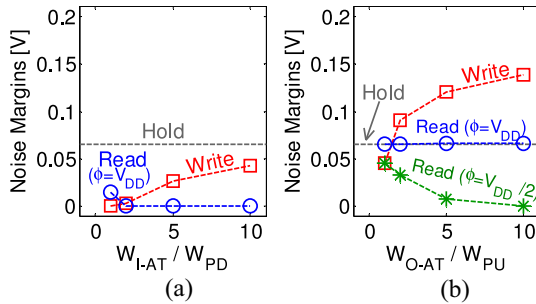 (a)
Noise Margins [V]
0.2
0.15
0.1
0.05
0
Hold
Read
(ϕ=V_DD)
Write
0
5
10
W_I-AT / W_PD
(b)
Noise Margins [V]
0.2
0.15
0.1
0.05
0
Hold
Write
Read (ϕ=V_DD)
Read (ϕ=V_DD /2)
0
5
10
W_O-AT / W_PU
(a)
(b)